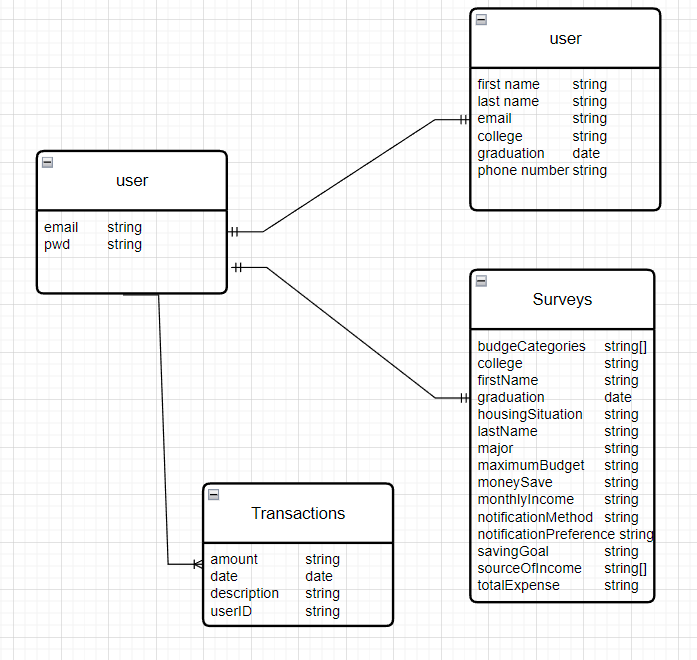 user
first name string
last name string
email string
college string
graduation date
phone number string
user
email string
pwd string
Surveys
budgeCategories string[]
college string
firstName string
graduation date
housingSituation string
lastName string
major string
maximumBudget string
moneySave string
monthlyIncome string
notificationMethod string
notificationPreference string
savingGoal string
sourceOfIncome string[]
totalExpense string
Transactions
amount string
date date
description string
userID string